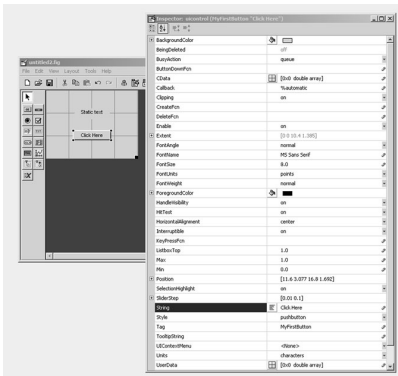 Inspector: uicontrol (MyFirstButton "Click Here")
BackgroundColor
BeingDeleted off
BusyAction queue
ButtonDownFcn
CData [0x0 double array]
Callback %automatic
Clipping on
CreateFcn
DeleteFcn
Enable on
Extent [0 0 10.4 1.385]
FontAngle normal
FontName MS Sans Serif
FontSize 8.0
FontUnits points
FontWeight normal
ForegroundColor
HandleVisibility on
HitTest on
HorizontalAlignment center
Interruptible on
KeyPressFcn
ListboxTop 1.0
Max 1.0
Min 0.0
Position [11.6 3.077 16.8 1.692]
SelectionHighlight on
SliderStep [0.01 0.1]
String Click Here
Style pushbutton
Tag MyFirstButton
TooltipString
UIContextMenu <None>
Units characters
UserData [0x0 double array]
untitled2.fig
File Edit View Layout Tools Help
Static text
Click Here